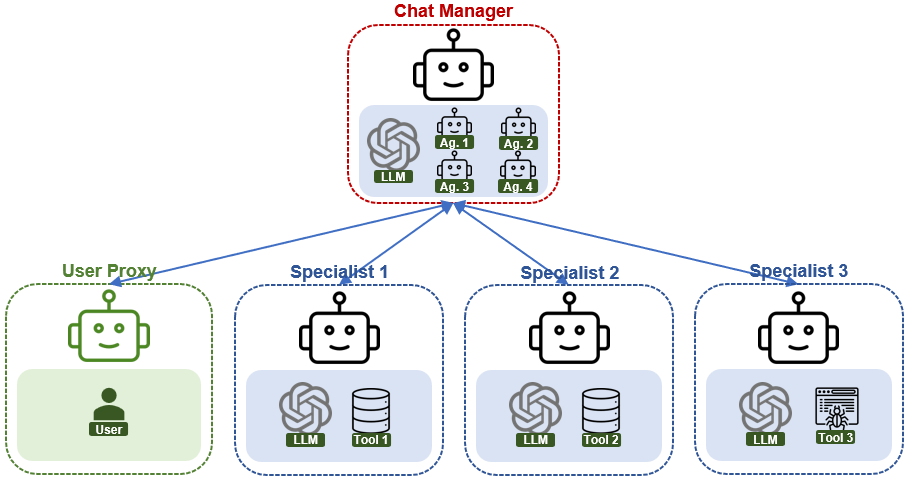 Chat Manager
LLM
Ag. 1
Ag. 2
Ag. 3
Ag. 4
User Proxy
Specialist 1
Specialist 2
Specialist 3
User
LLM
Tool 1
LLM
Tool 2
LLM
Tool 3